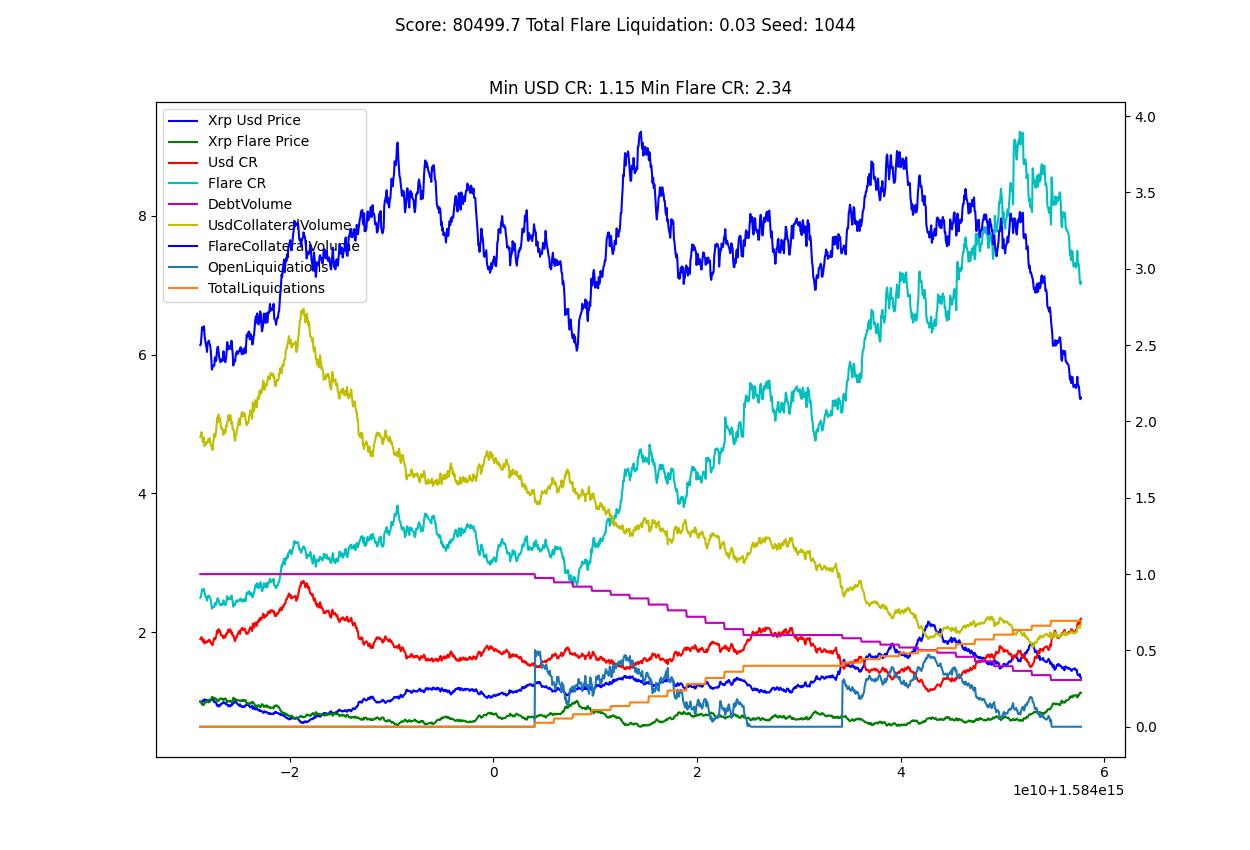 Score: 80499.7 Total Flare Liquidation: 0.03 Seed: 1044
Min USD CR: 1.15 Min Flare CR: 2.34
Xrp Usd Price
Xrp Flare Price
Usd CR
Flare CR
DebtVolume
UsdCollateralVolume
FlareCollateralVolume
OpenLiquidations
TotalLiquidations
8
6
4
2
4.0
3.5
3.0
2.5
2.0
1.5
1.0
0.5
0.0
−2
0
2
4
6
1e10+1.584e15